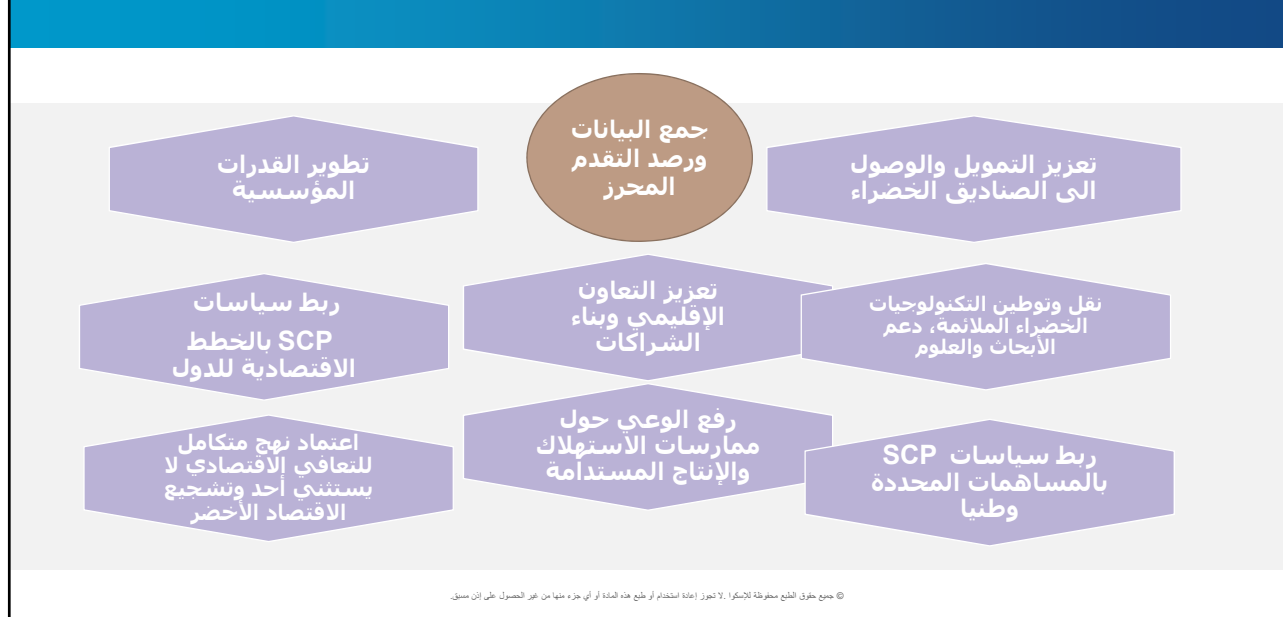 جمع البيانات
ورصد التقدم
المحرز
تعزيز التمويل والوصول
الى الصناديق الخضراء
تطوير القدرات
المؤسسية
نقل وتوطين التكنولوجيات
الخضراء الملائمة، دعم
الأبحاث والعلوم
تعزيز التعاون
الإقليمي وبناء
الشراكات
ربط سياسات
SCP بالخطط
الاقتصادية للدول
ربط سياسات SCP
بالمساهمات المحددة
وطنيا
رفع الوعي حول
ممارسات الاستهلاك
والإنتاج المستدامة
اعتماد نهج متكامل
للتعافي الاقتصادي لا
يستثني أحد وتشجيع
الاقتصاد الأخضر
© جميع حقوق الطبع محفوظة للإسكوا .لا تجوز إعادة استخدام أو طبع هذه المادة أو أي جزء منها من غير الحصول على إذن مسبق.